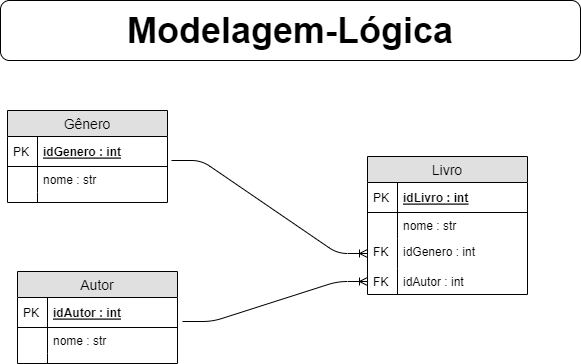 Modelagem-Lógica
Gênero
PK idGenero : int
nome : str
Livro
PK idLivro : int
nome : str
FK idGenero : int
FK idAutor : int
Autor
PK idAutor : int
nome : str